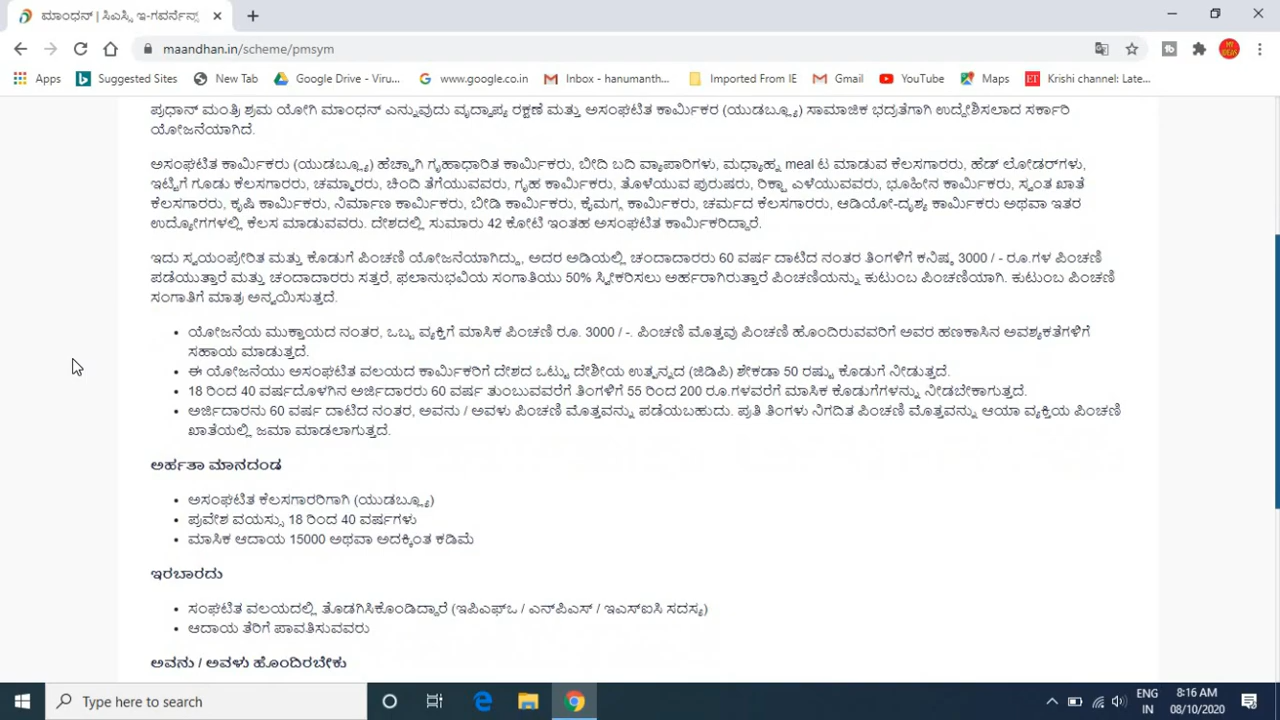 ಮಾಂಧನ್ | ಸಿಎಸ್ಸಿ ಇ-ಗವರ್ನೆನ್ಸ್
maandhan.in/scheme/pmsym
Apps Suggested Sites New Tab Google Drive - Viru... www.google.co.in Inbox - hanumanth... Imported From IE Gmail YouTube Maps Krishi channel: Late...
ಪ್ರಧಾನ್ ಮಂತ್ರಿ ಶ್ರಮ ಯೋಗಿ ಮಾಂಧನ್ ಎನ್ನುವುದು ವೃದ್ಧಾಪ್ಯ ರಕ್ಷಣೆ ಮತ್ತು ಅಸಂಘಟಿತ ಕಾರ್ಮಿಕರ (ಯುಡಬ್ಲ್ಯೂ) ಸಾಮಾಜಿಕ ಭದ್ರತೆಗಾಗಿ ಉದ್ದೇಶಿಸಲಾದ ಸರ್ಕಾರಿ
ಯೋಜನೆಯಾಗಿದೆ.
ಅಸಂಘಟಿತ ಕಾರ್ಮಿಕರು (ಯುಡಬ್ಲ್ಯೂ) ಹೆಚ್ಚಾಗಿ ಗೃಹಾಧಾರಿತ ಕಾರ್ಮಿಕರು, ಬೀದಿ ಬದಿ ವ್ಯಾಪಾರಿಗಳು, ಮಧ್ಯಾಹ್ನ meal ಟ ಮಾಡುವ ಕೆಲಸಗಾರರು, ಹೆಡ್ ಲೋಡರ್‌ಗಳು,
ಇಟ್ಟಿಗೆ ಗೂಡು ಕೆಲಸಗಾರರು, ಚಮ್ಮಾರರು, ಚಿಂದಿ ತೆಗೆಯುವವರು, ಗೃಹ ಕಾರ್ಮಿಕರು, ತೊಳೆಯುವ ಪುರುಷರು, ರಿಕ್ಷಾ ಎಳೆಯುವವರು, ಭೂಹೀನ ಕಾರ್ಮಿಕರು, ಸ್ವಂತ ಖಾತೆ
ಕೆಲಸಗಾರರು, ಕೃಷಿ ಕಾರ್ಮಿಕರು, ನಿರ್ಮಾಣ ಕಾರ್ಮಿಕರು, ಬೀಡಿ ಕಾರ್ಮಿಕರು, ಕೈಮಗ್ಗ ಕಾರ್ಮಿಕರು, ಚರ್ಮದ ಕೆಲಸಗಾರರು, ಆಡಿಯೋ-ದೃಶ್ಯ ಕಾರ್ಮಿಕರು ಅಥವಾ ಇತರ
ಉದ್ಯೋಗಗಳಲ್ಲಿ ಕೆಲಸ ಮಾಡುವವರು. ದೇಶದಲ್ಲಿ ಸುಮಾರು 42 ಕೋಟಿ ಇಂತಹ ಅಸಂಘಟಿತ ಕಾರ್ಮಿಕರಿದ್ದಾರೆ.
ಇದು ಸ್ವಯಂಪ್ರೇರಿತ ಮತ್ತು ಕೊಡುಗೆ ಪಿಂಚಣಿ ಯೋಜನೆಯಾಗಿದ್ದು, ಅದರ ಅಡಿಯಲ್ಲಿ ಚಂದಾದಾರರು 60 ವರ್ಷ ದಾಟಿದ ನಂತರ ತಿಂಗಳಿಗೆ ಕನಿಷ್ಠ 3000 / - ರೂ.ಗಳ ಪಿಂಚಣಿ
ಪಡೆಯುತ್ತಾರೆ ಮತ್ತು ಚಂದಾದಾರರು ಸತ್ತರೆ, ಫಲಾನುಭವಿಯ ಸಂಗಾತಿಯು 50% ಸ್ವೀಕರಿಸಲು ಅರ್ಹರಾಗಿರುತ್ತಾರೆ ಪಿಂಚಣಿಯನ್ನು ಕುಟುಂಬ ಪಿಂಚಣಿಯಾಗಿ. ಕುಟುಂಬ ಪಿಂಚಣಿ
ಸಂಗಾತಿಗೆ ಮಾತ್ರ ಅನ್ವಯಿಸುತ್ತದೆ.
• ಯೋಜನೆಯ ಮುಕ್ತಾಯದ ನಂತರ, ಒಬ್ಬ ವ್ಯಕ್ತಿಗೆ ಮಾಸಿಕ ಪಿಂಚಣಿ ರೂ. 3000 / -. ಪಿಂಚಣಿ ಮೊತ್ತವು ಪಿಂಚಣಿ ಹೊಂದಿರುವವರಿಗೆ ಅವರ ಹಣಕಾಸಿನ ಅವಶ್ಯಕತೆಗಳಿಗೆ
ಸಹಾಯ ಮಾಡುತ್ತದೆ.
• ಈ ಯೋಜನೆಯು ಅಸಂಘಟಿತ ವಲಯದ ಕಾರ್ಮಿಕರಿಗೆ ದೇಶದ ಒಟ್ಟು ದೇಶೀಯ ಉತ್ಪನ್ನದ (ಜಿಡಿಪಿ) ಶೇಕಡಾ 50 ರಷ್ಟು ಕೊಡುಗೆ ನೀಡುತ್ತದೆ.
• 18 ರಿಂದ 40 ವರ್ಷದೊಳಗಿನ ಅರ್ಜಿದಾರರು 60 ವರ್ಷ ತುಂಬುವವರೆಗೆ ತಿಂಗಳಿಗೆ 55 ರಿಂದ 200 ರೂ.ಗಳವರೆಗೆ ಮಾಸಿಕ ಕೊಡುಗೆಗಳನ್ನು ನೀಡಬೇಕಾಗುತ್ತದೆ.
• ಅರ್ಜಿದಾರನು 60 ವರ್ಷ ದಾಟಿದ ನಂತರ, ಅವನು / ಅವಳು ಪಿಂಚಣಿ ಮೊತ್ತವನ್ನು ಪಡೆಯಬಹುದು. ಪ್ರತಿ ತಿಂಗಳು ನಿಗದಿತ ಪಿಂಚಣಿ ಮೊತ್ತವನ್ನು ಆಯಾ ವ್ಯಕ್ತಿಯ ಪಿಂಚಣಿ
ಖಾತೆಯಲ್ಲಿ ಜಮಾ ಮಾಡಲಾಗುತ್ತದೆ.
ಅರ್ಹತಾ ಮಾನದಂಡ
• ಅಸಂಘಟಿತ ಕೆಲಸಗಾರರಿಗಾಗಿ (ಯುಡಬ್ಲ್ಯೂ)
• ಪ್ರವೇಶ ವಯಸ್ಸು 18 ರಿಂದ 40 ವರ್ಷಗಳು
• ಮಾಸಿಕ ಆದಾಯ 15000 ಅಥವಾ ಅದಕ್ಕಿಂತ ಕಡಿಮೆ
ಇರಬಾರದು
• ಸಂಘಟಿತ ವಲಯದಲ್ಲಿ ತೊಡಗಿಸಿಕೊಂಡಿದ್ದಾರೆ (ಇಪಿಎಫ್‌ಒ / ಎನ್‌ಪಿಎಸ್ / ಇಎಸ್‌ಐಸಿ ಸದಸ್ಯ)
• ಆದಾಯ ತೆರಿಗೆ ಪಾವತಿಸುವವರು
ಅವನು / ಅವಳು ಹೊಂದಿರಬೇಕು
Type here to search
ENG 8:16 AM
IN 08/10/2020